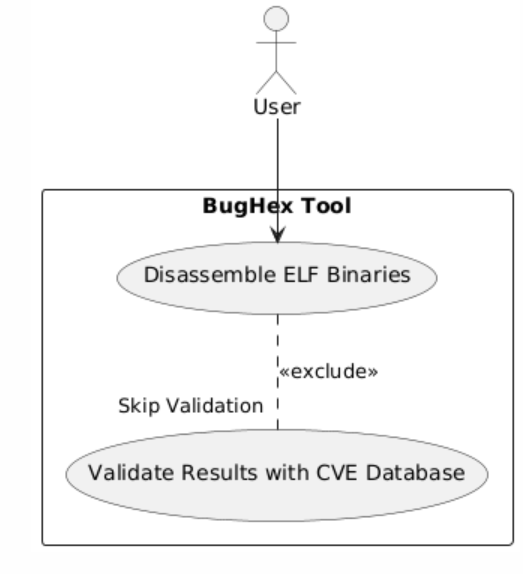 User
BugHex Tool
Disassemble ELF Binaries
«exclude»
Skip Validation
Validate Results with CVE Database